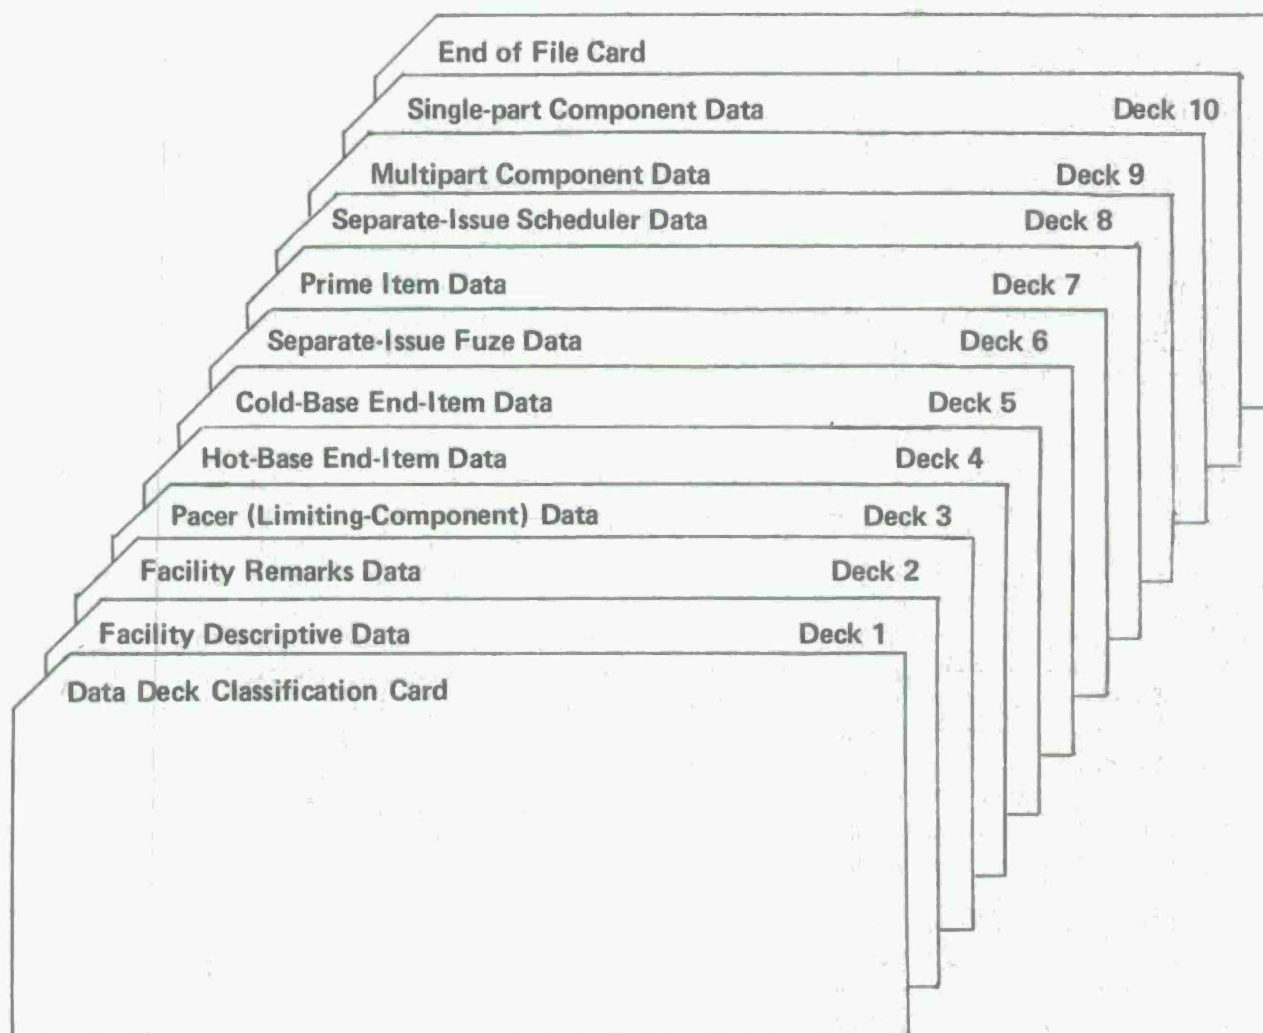 End of File Card
Single-part Component Data Deck 10
Multipart Component Data Deck 9
Separate-Issue Scheduler Data Deck 8
Prime Item Data Deck 7
Separate-Issue Fuze Data Deck 6
Cold-Base End-Item Data Deck 5
Hot-Base End-Item Data Deck 4
Pacer (Limiting-Component) Data Deck 3
Facility Remarks Data Deck 2
Facility Descriptive Data Deck 1
Data Deck Classification Card